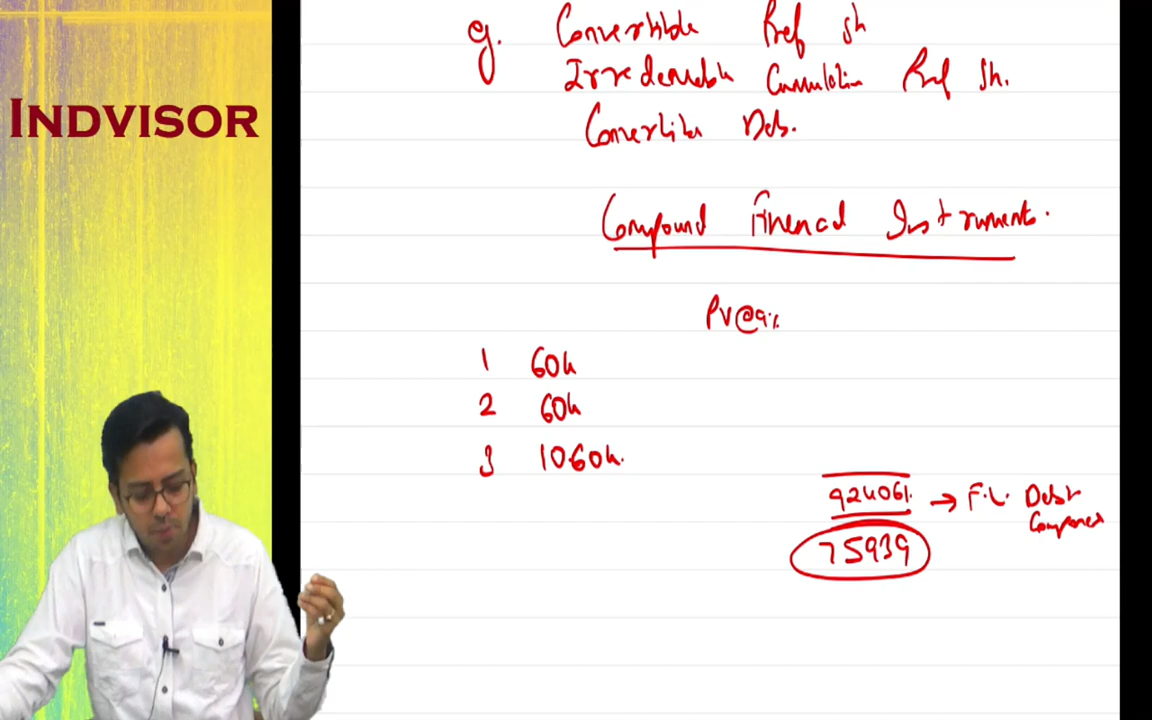 INDVISOR
eg. Convertible Pref sh
Irredeemable Cumulative Pref Sh.
Convertible Deb.
Compound Financial Instruments.
PV@9%
1 60k
2 60k
3 1060k.
924061. → F.L. Debt
Component
75939